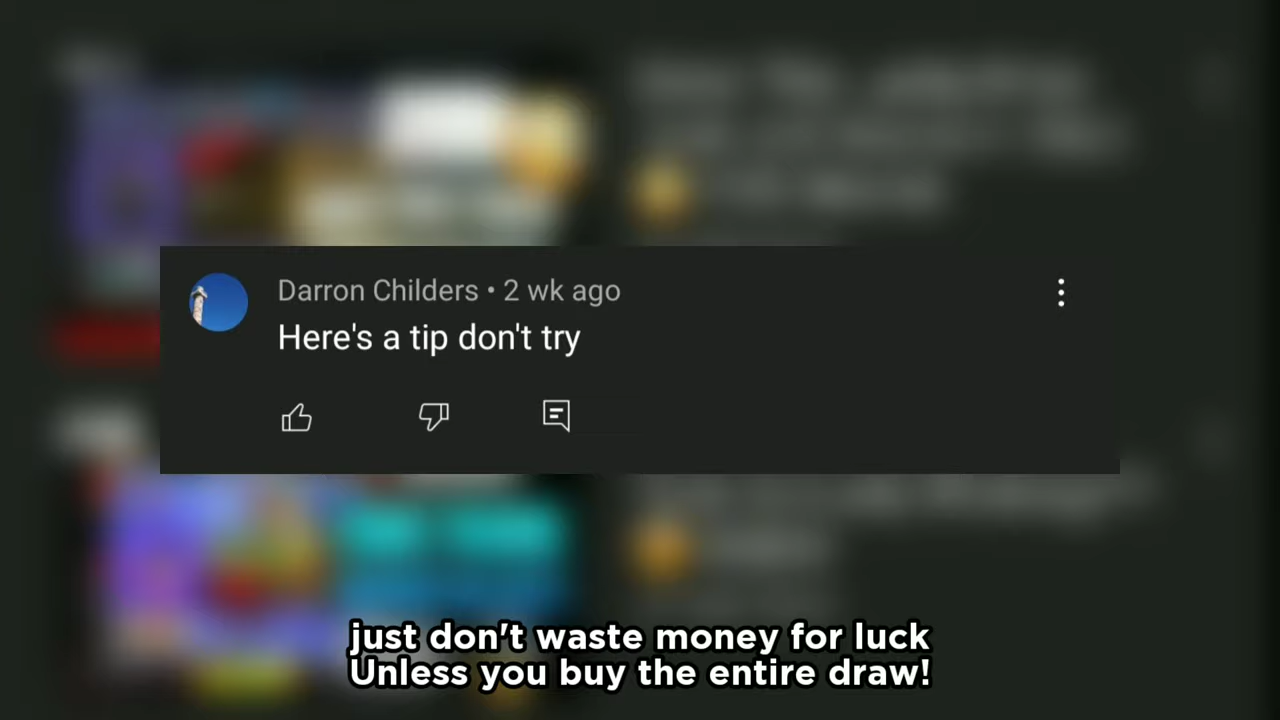 Darron Childers • 2 wk ago
Here's a tip don't try
just don't waste money for luck
Unless you buy the entire draw!